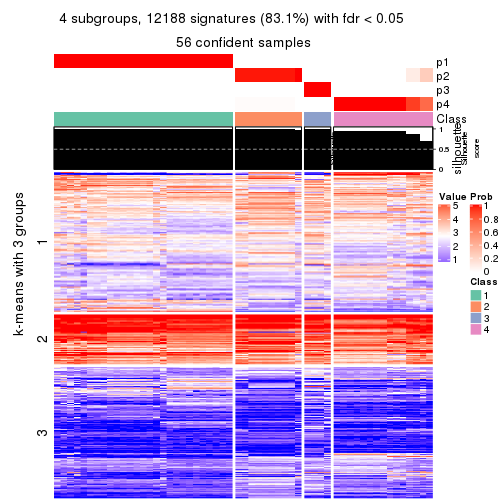 4 subgroups, 12188 signatures (83.1%) with fdr < 0.05
56 confident samples
p1
p2
p3
p4
Class
1
0.5
0
silhouette
Silhouette
score
k-means with 3 groups
1
2
3
Value
5
4
3
2
1
Prob
1
0.8
0.6
0.4
0.2
0
Class
1
2
3
4